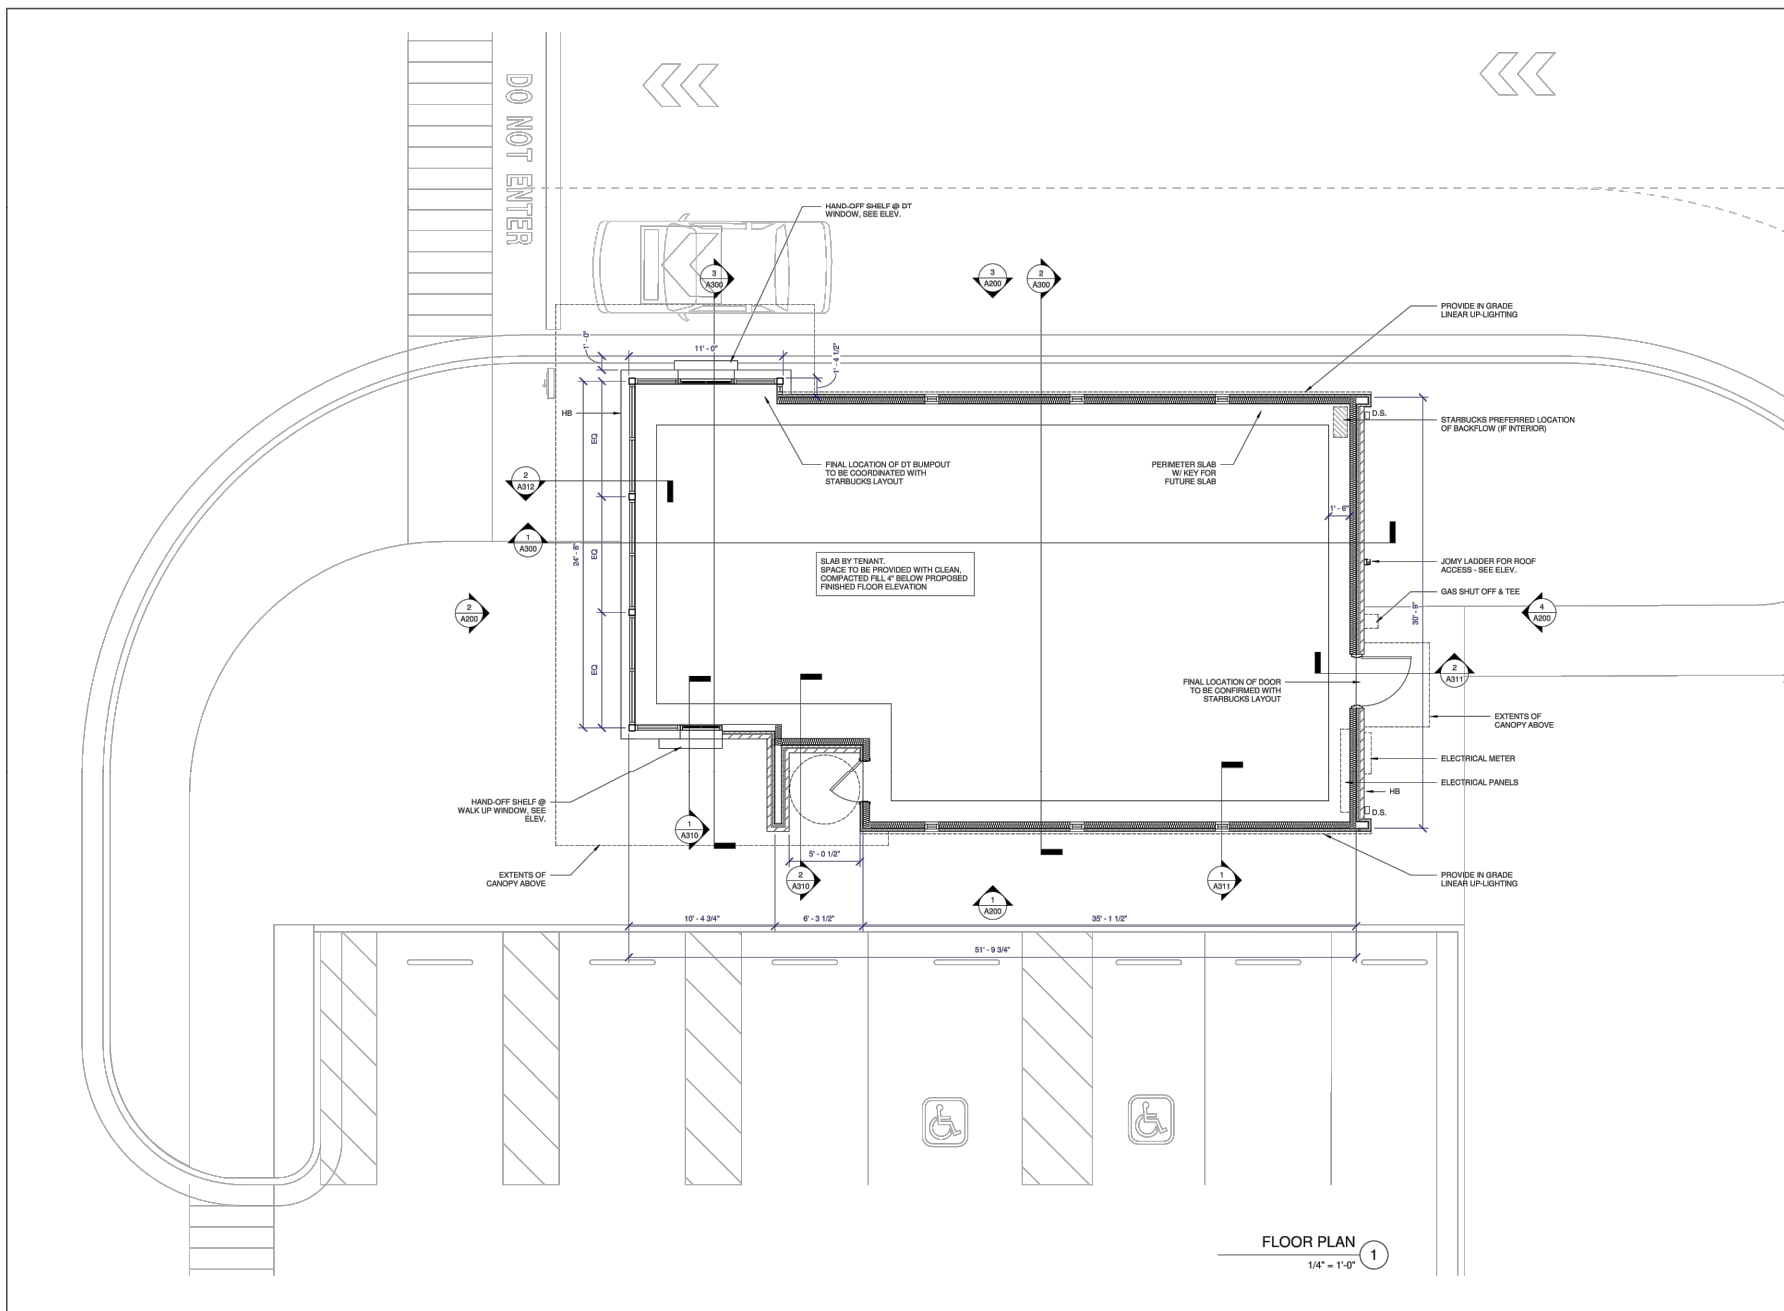 DO NOT ENTER
HAND-OFF SHELF @ DT
WINDOW, SEE ELEV.
3
A300
3
A200
2
A300
PROVIDE IN GRADE
LINEAR UP-LIGHTING
1' - 0"
11' - 0"
1' - 4 1/2"
HB
D.S.
STARBUCKS PREFERRED LOCATION
OF BACKFLOW (IF INTERIOR)
EQ
FINAL LOCATION OF DT BUMPOUT
TO BE COORDINATED WITH
STARBUCKS LAYOUT
PERIMETER SLAB
W/ KEY FOR
FUTURE SLAB
2
A312
1' - 6"
1
A300
24' - 8"
EQ
SLAB BY TENANT.
SPACE TO BE PROVIDED WITH CLEAN,
COMPACTED FILL 4" BELOW PROPOSED
FINISHED FLOOR ELEVATION
JOMY LADDER FOR ROOF
ACCESS - SEE ELEV.
GAS SHUT OFF & TEE
2
A200
30' - 9"
4
A200
EQ
2
A311
FINAL LOCATION OF DOOR
TO BE CONFIRMED WITH
STARBUCKS LAYOUT
EXTENTS OF
CANOPY ABOVE
ELECTRICAL METER
ELECTRICAL PANELS
HB
D.S.
HAND-OFF SHELF @
WALK UP WINDOW, SEE
ELEV.
1
A310
5' - 0 1/2"
EXTENTS OF
CANOPY ABOVE
2
A310
1
A311
PROVIDE IN GRADE
LINEAR UP-LIGHTING
1
A200
10' - 4 3/4"
6' - 3 1/2"
35' - 1 1/2"
51' - 9 3/4"
FLOOR PLAN
1
1/4" = 1'-0"